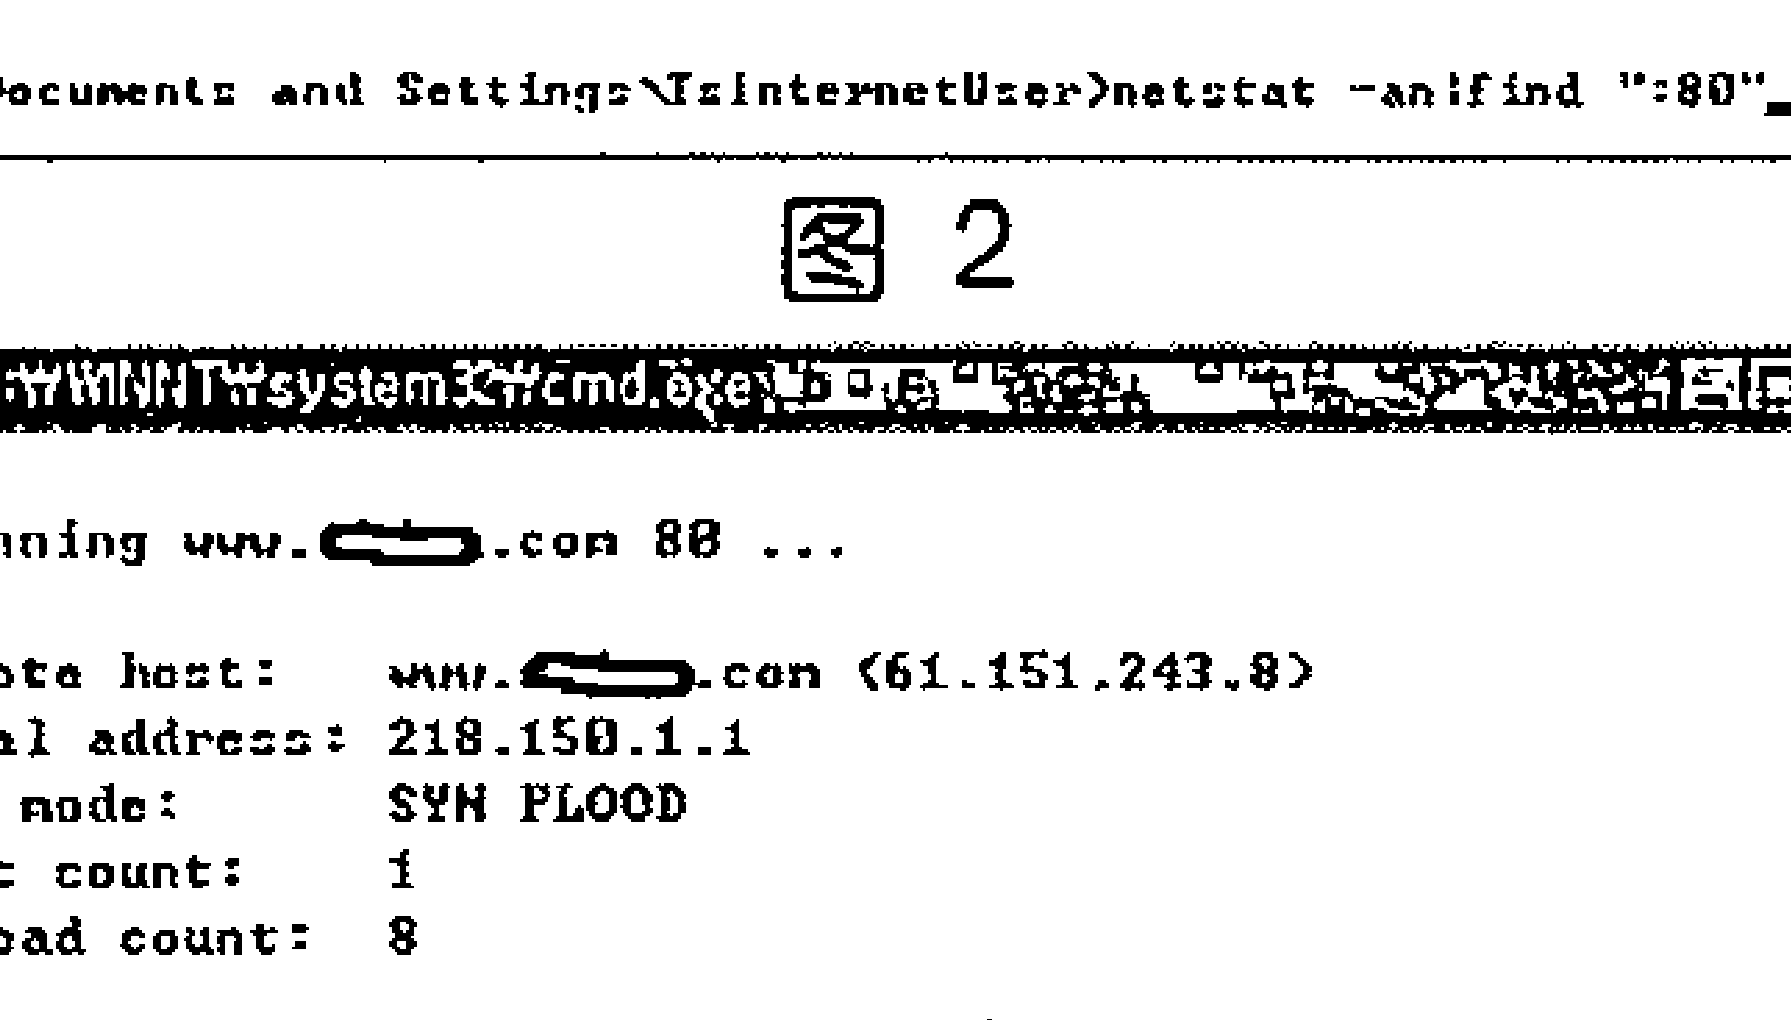 ocuments and Settings\TsInternetUser>netstat -an|find ":80"_
图 2
₩WINNT₩system32₩cmd.exe
nning www. .com 80 ...
ote host: www. .com (61.151.243.8)
al address: 218.150.1.1
mode: SYN FLOOD
t count: 1
ead count: 8